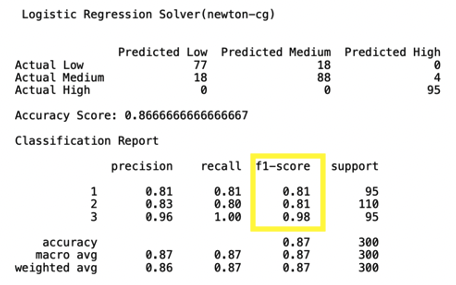 Logistic Regression Solver(newton-cg)
Predicted Low Predicted Medium Predicted High
Actual Low 77 18 0
Actual Medium 18 88 4
Actual High 0 0 95
Accuracy Score: 0.8666666666666667
Classification Report
precision recall f1-score support
1 0.81 0.81 0.81 95
2 0.83 0.80 0.81 110
3 0.96 1.00 0.98 95
accuracy 0.87 300
macro avg 0.87 0.87 0.87 300
weighted avg 0.86 0.87 0.87 300